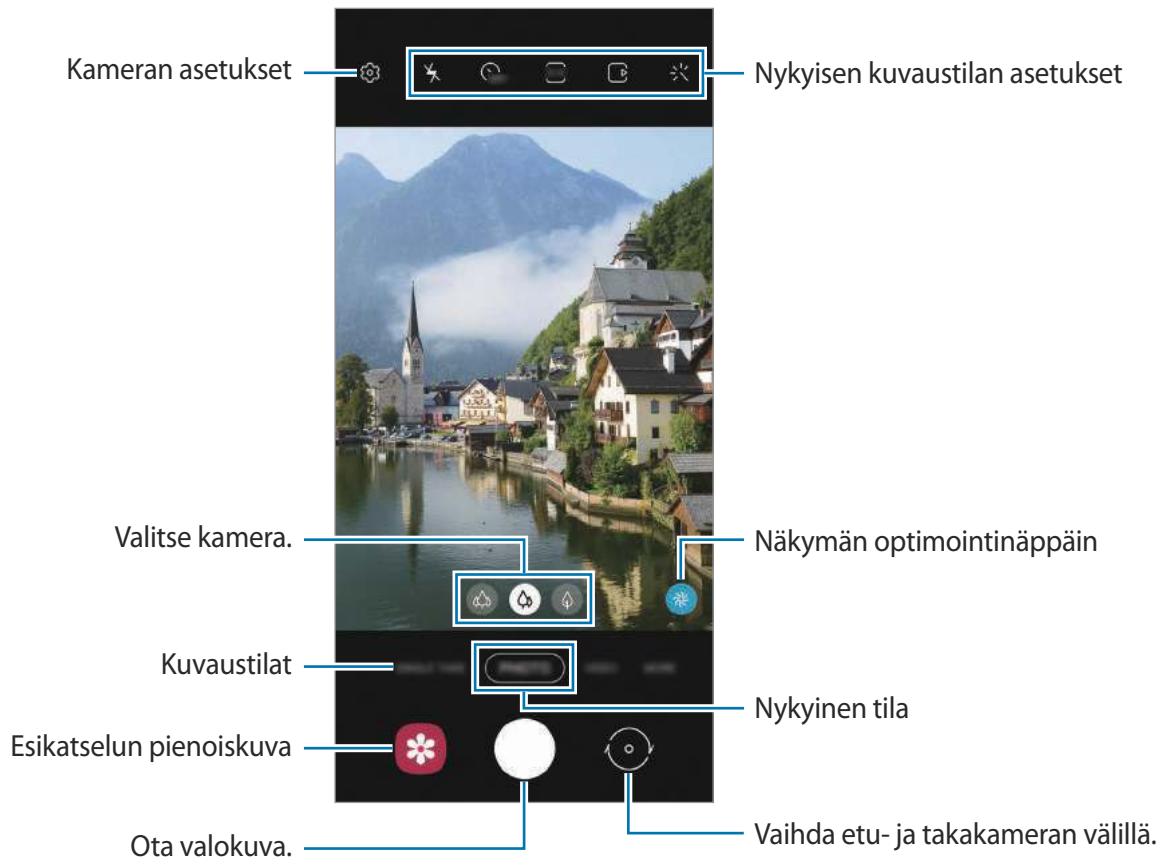 Kameran asetukset
Nykyisen kuvaustilan asetukset
Valitse kamera.
Näkymän optimointinäppäin
Kuvaustilat
PHOTO
Nykyinen tila
Esikatselun pienoiskuva
Ota valokuva.
Vaihda etu- ja takakameran välillä.